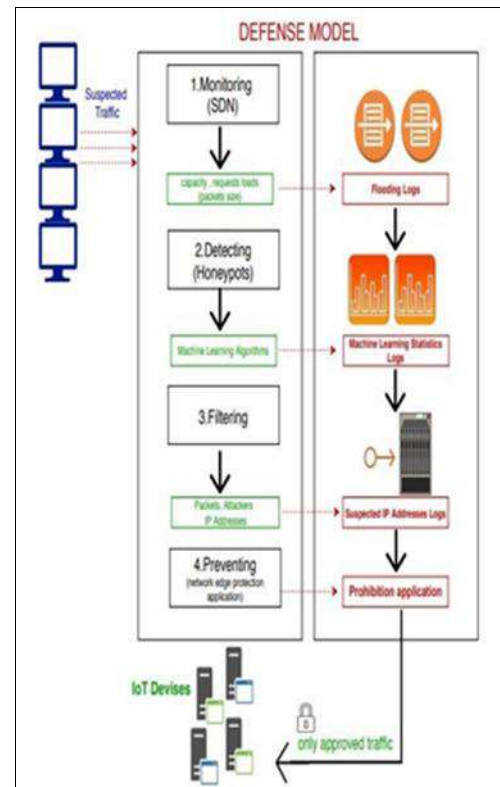 DEFENSE MODEL
Suspected
Traffic
1.Monitoring
(SDN)
capacity , requests loads
(packets size)
Flooding Logs
2.Detecting
(Honeypots)
Machine Learning Algorithms
Machine Learning Statistics
Logs
3.Filtering
Packets, Attackers
IP Addresses
Suspected IP Addresses Logs
4.Preventing
(network edge protection
application)
Prohibition application
IoT Devises
only approved traffic